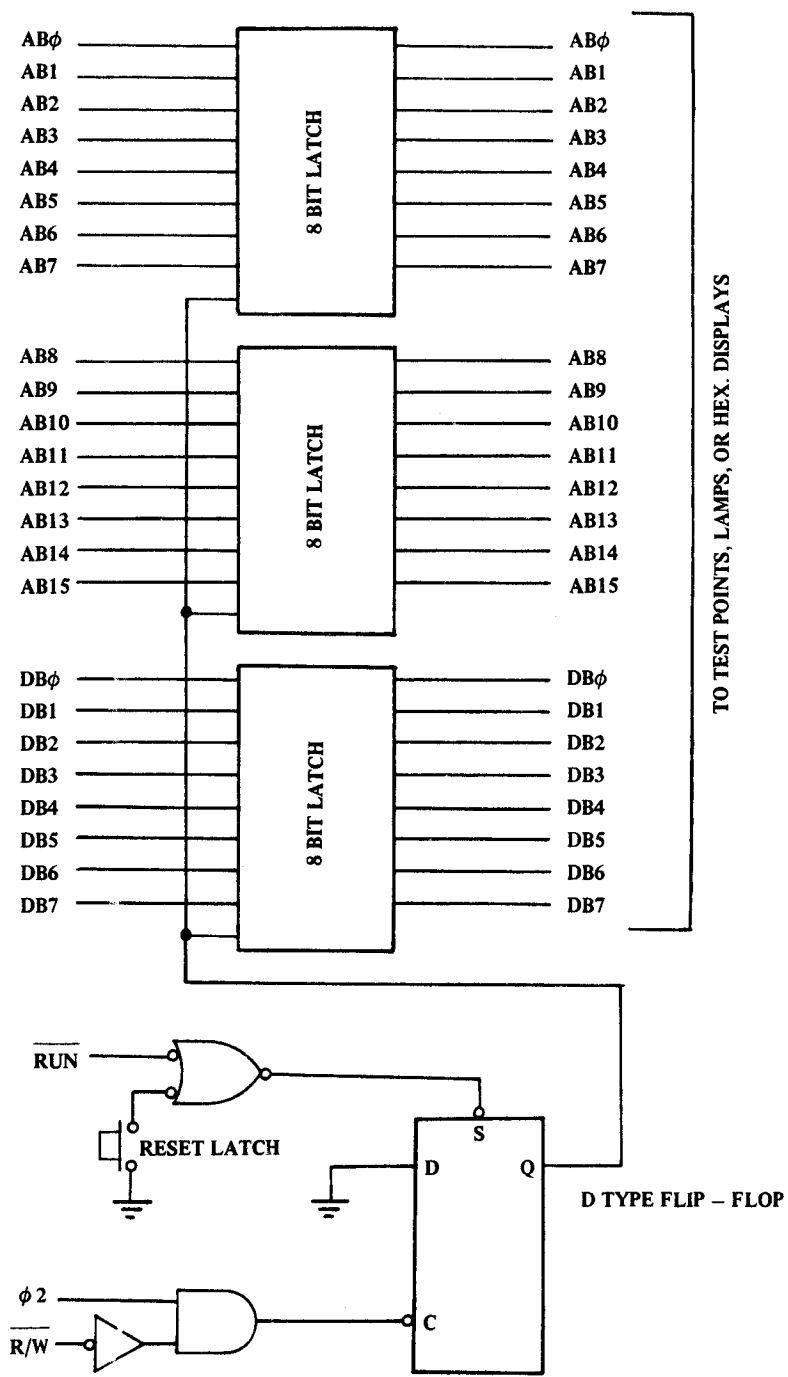 ABϕ ABϕ
AB1 AB1
AB2 AB2
AB3 AB3
AB4 AB4
AB5 AB5
AB6 AB6
AB7 AB7
8 BIT LATCH
AB8 AB8
AB9 AB9
AB10 AB10
AB11 AB11
AB12 AB12
AB13 AB13
AB14 AB14
AB15 AB15
8 BIT LATCH
DBϕ DBϕ
DB1 DB1
DB2 DB2
DB3 DB3
DB4 DB4
DB5 DB5
DB6 DB6
DB7 DB7
8 BIT LATCH
TO TEST POINTS, LAMPS, OR HEX. DISPLAYS
R̅U̅N̅
RESET LATCH
S
D Q
D TYPE FLIP – FLOP
ϕ 2
C
R̅/̅W̅